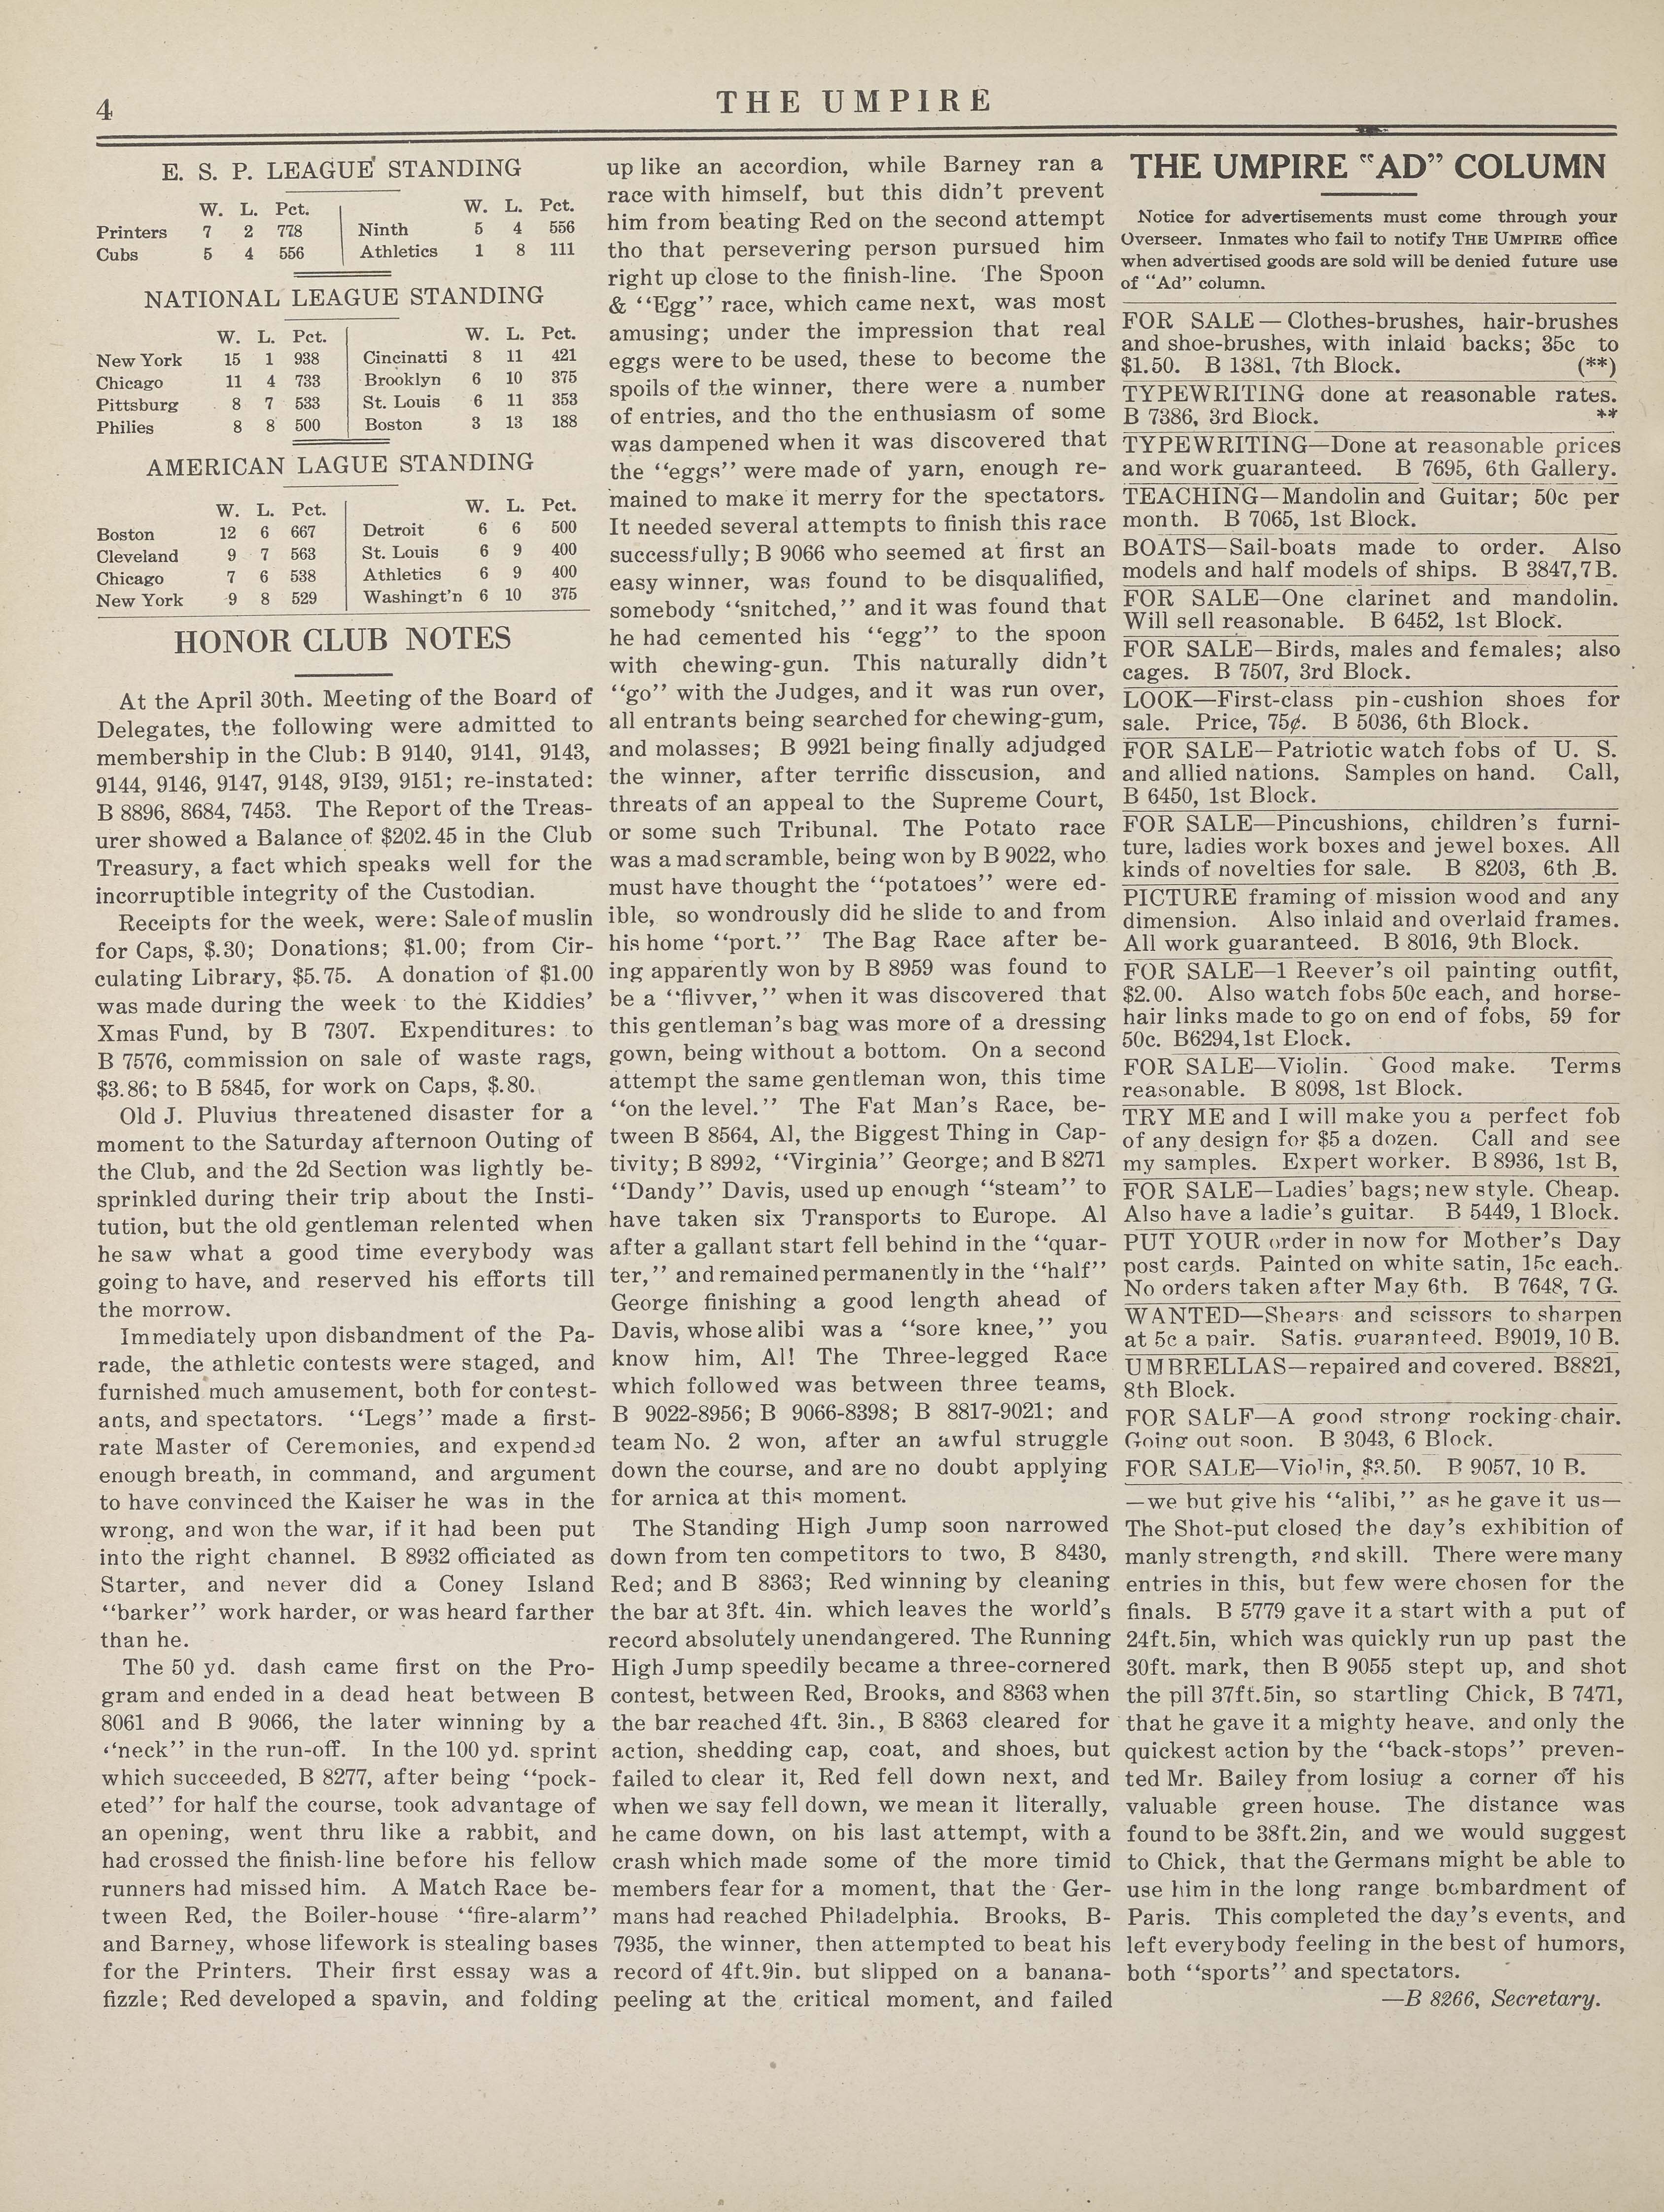 4
THE UMPIRE
E. S. P. LEAGUE STANDING
W. L. Pct. W. L. Pct.
Printers 7 2 778 Ninth 5 4 556
Cubs 5 4 556 Athletics 1 8 111
NATIONAL LEAGUE STANDING
W. L. Pct. W. L. Pct.
New York 15 1 938 Cincinatti 8 11 421
Chicago 11 4 733 Brooklyn 6 10 375
Pittsburg 8 7 533 St. Louis 6 11 353
Philies 8 8 500 Boston 3 13 188
AMERICAN LAGUE STANDING
W. L. Pct. W. L. Pct.
Boston 12 6 667 Detroit 6 6 500
Cleveland 9 7 563 St. Louis 6 9 400
Chicago 7 6 538 Athletics 6 9 400
New York 9 8 529 Washingt'n 6 10 375
HONOR CLUB NOTES
At the April 30th. Meeting of the Board of
Delegates, the following were admitted to
membership in the Club: B 9140, 9141, 9143,
9144, 9146, 9147, 9148, 9I39, 9151; re-instated:
B 8896, 8684, 7453. The Report of the Treas-
urer showed a Balance of $202.45 in the Club
Treasury, a fact which speaks well for the
incorruptible integrity of the Custodian.
Receipts for the week, were: Sale of muslin
for Caps, $.30; Donations; $1.00; from Cir-
culating Library, $5.75. A donation of $1.00
was made during the week to the Kiddies'
Xmas Fund, by B 7307. Expenditures: to
B 7576, commission on sale of waste rags,
$3.86; to B 5845, for work on Caps, $.80.
Old J. Pluvius threatened disaster for a
moment to the Saturday afternoon Outing of
the Club, and the 2d Section was lightly be-
sprinkled during their trip about the Insti-
tution, but the old gentleman relented when
he saw what a good time everybody was
going to have, and reserved his efforts till
the morrow.
Immediately upon disbandment of the Pa-
rade, the athletic contests were staged, and
furnished much amusement, both for contest-
ants, and spectators. "Legs" made a first-
rate Master of Ceremonies, and expended
enough breath, in command, and argument
to have convinced the Kaiser he was in the
wrong, and won the war, if it had been put
into the right channel. B 8932 officiated as
Starter, and never did a Coney Island
"barker" work harder, or was heard farther
than he.
The 50 yd. dash came first on the Pro-
gram and ended in a dead heat between B
8061 and B 9066, the later winning by a
"neck" in the run-off. In the 100 yd. sprint
which succeeded, B 8277, after being "pock-
eted" for half the course, took advantage of
an opening, went thru like a rabbit, and
had crossed the finish-line before his fellow
runners had missed him. A Match Race be-
tween Red, the Boiler-house "fire-alarm"
and Barney, whose lifework is stealing bases
for the Printers. Their first essay was a
fizzle; Red developed a spavin, and folding
up like an accordion, while Barney ran a
race with himself, but this didn't prevent
him from beating Red on the second attempt
tho that persevering person pursued him
right up close to the finish-line. The Spoon
& "Egg" race, which came next, was most
amusing; under the impression that real
eggs were to be used, these to become the
spoils of the winner, there were a number
of entries, and tho the enthusiasm of some
was dampened when it was discovered that
the "eggs" were made of yarn, enough re-
mained to make it merry for the spectators.
It needed several attempts to finish this race
successfully; B 9066 who seemed at first an
easy winner, was found to be disqualified,
somebody "snitched," and it was found that
he had cemented his "egg" to the spoon
with chewing-gun. This naturally didn't
"go" with the Judges, and it was run over,
all entrants being searched for chewing-gum,
and molasses; B 9921 being finally adjudged
the winner, after terrific disscusion, and
threats of an appeal to the Supreme Court,
or some such Tribunal. The Potato race
was a mad scramble, being won by B 9022, who
must have thought the "potatoes" were ed-
ible, so wondrously did he slide to and from
his home "port." The Bag Race after be-
ing apparently won by B 8959 was found to
be a "flivver," when it was discovered that
this gentleman's bag was more of a dressing
gown, being without a bottom. On a second
attempt the same gentleman won, this time
"on the level." The Fat Man's Race, be-
tween B 8564, Al, the Biggest Thing in Cap-
tivity; B 8992, "Virginia" George; and B 8271
"Dandy" Davis, used up enough "steam" to
have taken six Transports to Europe. Al
after a gallant start fell behind in the "quar-
ter," and remained permanently in the "half"
George finishing a good length ahead of
Davis, whose alibi was a "sore knee," you
know him, Al! The Three-legged Race
which followed was between three teams,
B 9022-8956; B 9066-8398; B 8817-9021; and
team No. 2 won, after an awful struggle
down the course, and are no doubt applying
for arnica at this moment.
The Standing High Jump soon narrowed
down from ten competitors to two, B 8430,
Red; and B 8363; Red winning by cleaning
the bar at 3ft. 4in. which leaves the world's
record absolutely unendangered. The Running
High Jump speedily became a three-cornered
contest, between Red, Brooks, and 8363 when
the bar reached 4ft. 3in., B 8363 cleared for
action, shedding cap, coat, and shoes, but
failed to clear it, Red fell down next, and
when we say fell down, we mean it literally,
he came down, on his last attempt, with a
crash which made some of the more timid
members fear for a moment, that the Ger-
mans had reached Philadelphia. Brooks, B-
7935, the winner, then attempted to beat his
record of 4ft.9in. but slipped on a banana-
peeling at the critical moment, and failed
THE UMPIRE "AD" COLUMN
Notice for advertisements must come through your
Overseer. Inmates who fail to notify THE UMPIRE office
when advertised goods are sold will be denied future use
of "Ad" column.
FOR SALE—Clothes-brushes, hair-brushes
and shoe-brushes, with inlaid backs; 35c to
$1.50. B 1381, 7th Block. (**)
TYPEWRITING done at reasonable rates.
B 7386, 3rd Block. **
TYPEWRITING—Done at reasonable prices
and work guaranteed. B 7695, 6th Gallery.
TEACHING—Mandolin and Guitar; 50c per
month. B 7065, 1st Block.
BOATS—Sail-boats made to order. Also
models and half models of ships. B 3847, 7B.
FOR SALE—One clarinet and mandolin.
Will sell reasonable. B 6452, 1st Block.
FOR SALE—Birds, males and females; also
cages. B 7507, 3rd Block.
LOOK—First-class pin-cushion shoes for
sale. Price, 75¢. B 5036, 6th Block.
FOR SALE—Patriotic watch fobs of U. S.
and allied nations. Samples on hand. Call,
B 6450, 1st Block.
FOR SALE—Pincushions, children's furni-
ture, ladies work boxes and jewel boxes. All
kinds of novelties for sale. B 8203, 6th B.
PICTURE framing of mission wood and any
dimension. Also inlaid and overlaid frames.
All work guaranteed. B 8016, 9th Block.
FOR SALE—1 Reever's oil painting outfit,
$2.00. Also watch fobs 50c each, and horse-
hair links made to go on end of fobs, 59 for
50c. B6294, 1st Block.
FOR SALE—Violin. Good make. Terms
reasonable. B 8098, 1st Block.
TRY ME and I will make you a perfect fob
of any design for $5 a dozen. Call and see
my samples. Expert worker. B 8936, 1st B,
FOR SALE—Ladies' bags; new style. Cheap.
Also have a ladie's guitar. B 5449, 1 Block.
PUT YOUR order in now for Mother's Day
post cards. Painted on white satin, 15c each.
No orders taken after May 6th. B 7648, 7 G.
WANTED—Shears and scissors to sharpen
at 5c a pair. Satis. guaranteed. B9019, 10 B.
UMBRELLAS—repaired and covered. B8821,
8th Block.
FOR SALE—A good strong rocking-chair.
Going out soon. B 3043, 6 Block.
FOR SALE—Violin, $3.50. B 9057, 10 B.
—we but give his "alibi," as he gave it us—
The Shot-put closed the day's exhibition of
manly strength, and skill. There were many
entries in this, but few were chosen for the
finals. B 5779 gave it a start with a put of
24ft.5in, which was quickly run up past the
30ft. mark, then B 9055 stept up, and shot
the pill 37ft.5in, so startling Chick, B 7471,
that he gave it a mighty heave, and only the
quickest action by the "back-stops" preven-
ted Mr. Bailey from losiug a corner of his
valuable green house. The distance was
found to be 38ft.2in, and we would suggest
to Chick, that the Germans might be able to
use him in the long range bombardment of
Paris. This completed the day's events, and
left everybody feeling in the best of humors,
both "sports" and spectators.
—B 8266, Secretary.